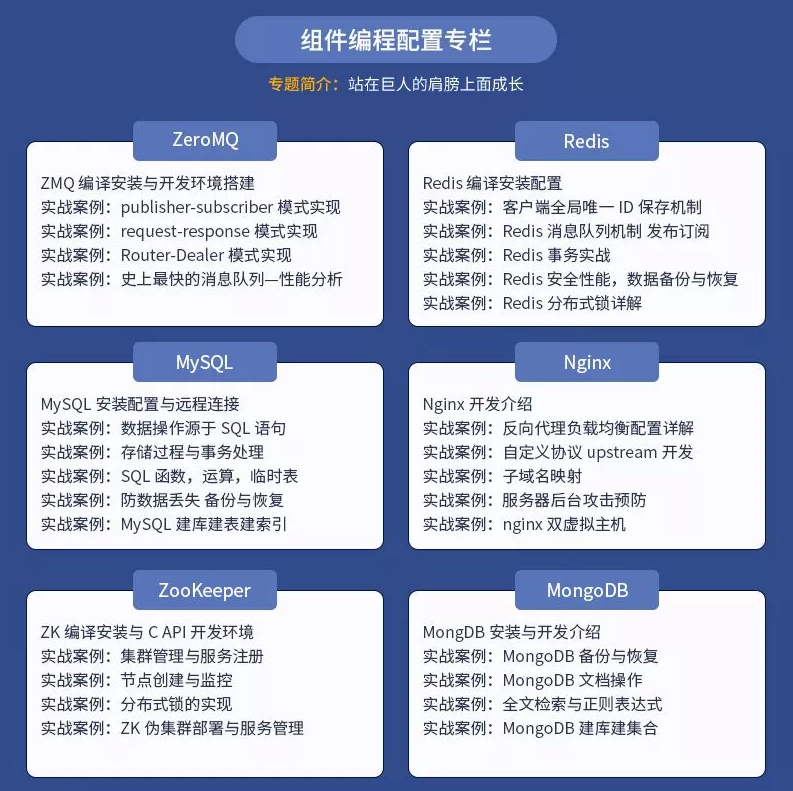 组件编程配置专栏
专题简介：站在巨人的肩膀上面成长
ZeroMQ
ZMQ 编译安装与开发环境搭建
实战案例：publisher-subscriber 模式实现
实战案例：request-response 模式实现
实战案例：Router-Dealer 模式实现
实战案例：史上最快的消息队列—性能分析
Redis
Redis 编译安装配置
实战案例：客户端全局唯一 ID 保存机制
实战案例：Redis 消息队列机制 发布订阅
实战案例：Redis 事务实战
实战案例：Redis 安全性能，数据备份与恢复
实战案例：Redis 分布式锁详解
MySQL
MySQL 安装配置与远程连接
实战案例：数据操作源于 SQL 语句
实战案例：存储过程与事务处理
实战案例：SQL 函数，运算，临时表
实战案例：防数据丢失 备份与恢复
实战案例：MySQL 建库建表建索引
Nginx
Nginx 开发介绍
实战案例：反向代理负载均衡配置详解
实战案例：自定义协议 upstream 开发
实战案例：子域名映射
实战案例：服务器后台攻击预防
实战案例：nginx 双虚拟主机
ZooKeeper
ZK 编译安装与 C API 开发环境
实战案例：集群管理与服务注册
实战案例：节点创建与监控
实战案例：分布式锁的实现
实战案例：ZK 伪集群部署与服务管理
MongoDB
MongDB 安装与开发介绍
实战案例：MongoDB 备份与恢复
实战案例：MongoDB 文档操作
实战案例：全文检索与正则表达式
实战案例：MongoDB 建库建集合